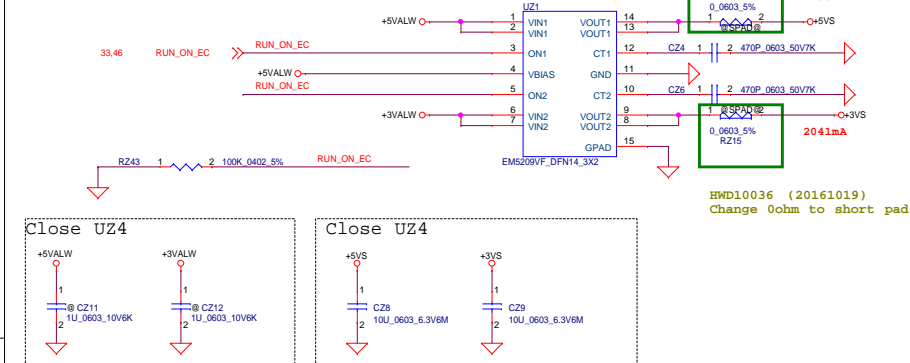 UZ1
0_0603_5%
+5VALW
1
2
VIN1
VIN1
VOUT1
VOUT1
14
13
1
2
@SPAD@
+5VS
33,46
RUN_ON_EC
RUN_ON_EC
3
ON1
CT1
12
CZ4
1
2
470P_0603_50V7K
+5VALW
4
VBIAS
GND
11
RUN_ON_EC
5
ON2
CT2
10
CZ6
1
2
470P_0603_50V7K
+3VALW
6
7
VIN2
VIN2
VOUT2
VOUT2
9
8
1
@SPAD@
2
+3VS
0_0603_5%
RZ15
2041mA
GPAD
15
EM5209VF_DFN14_3X2
RZ43
1
2
100K_0402_5%
RUN_ON_EC
HWD10036 (20161019)
Change 0ohm to short pad
Close UZ4
+5VALW
+3VALW
1
@ CZ11
1U_0603_10V6K
2
1
@ CZ12
1U_0603_10V6K
2
Close UZ4
+5VS
+3VS
1
CZ8
10U_0603_6.3V6M
2
1
CZ9
10U_0603_6.3V6M
2